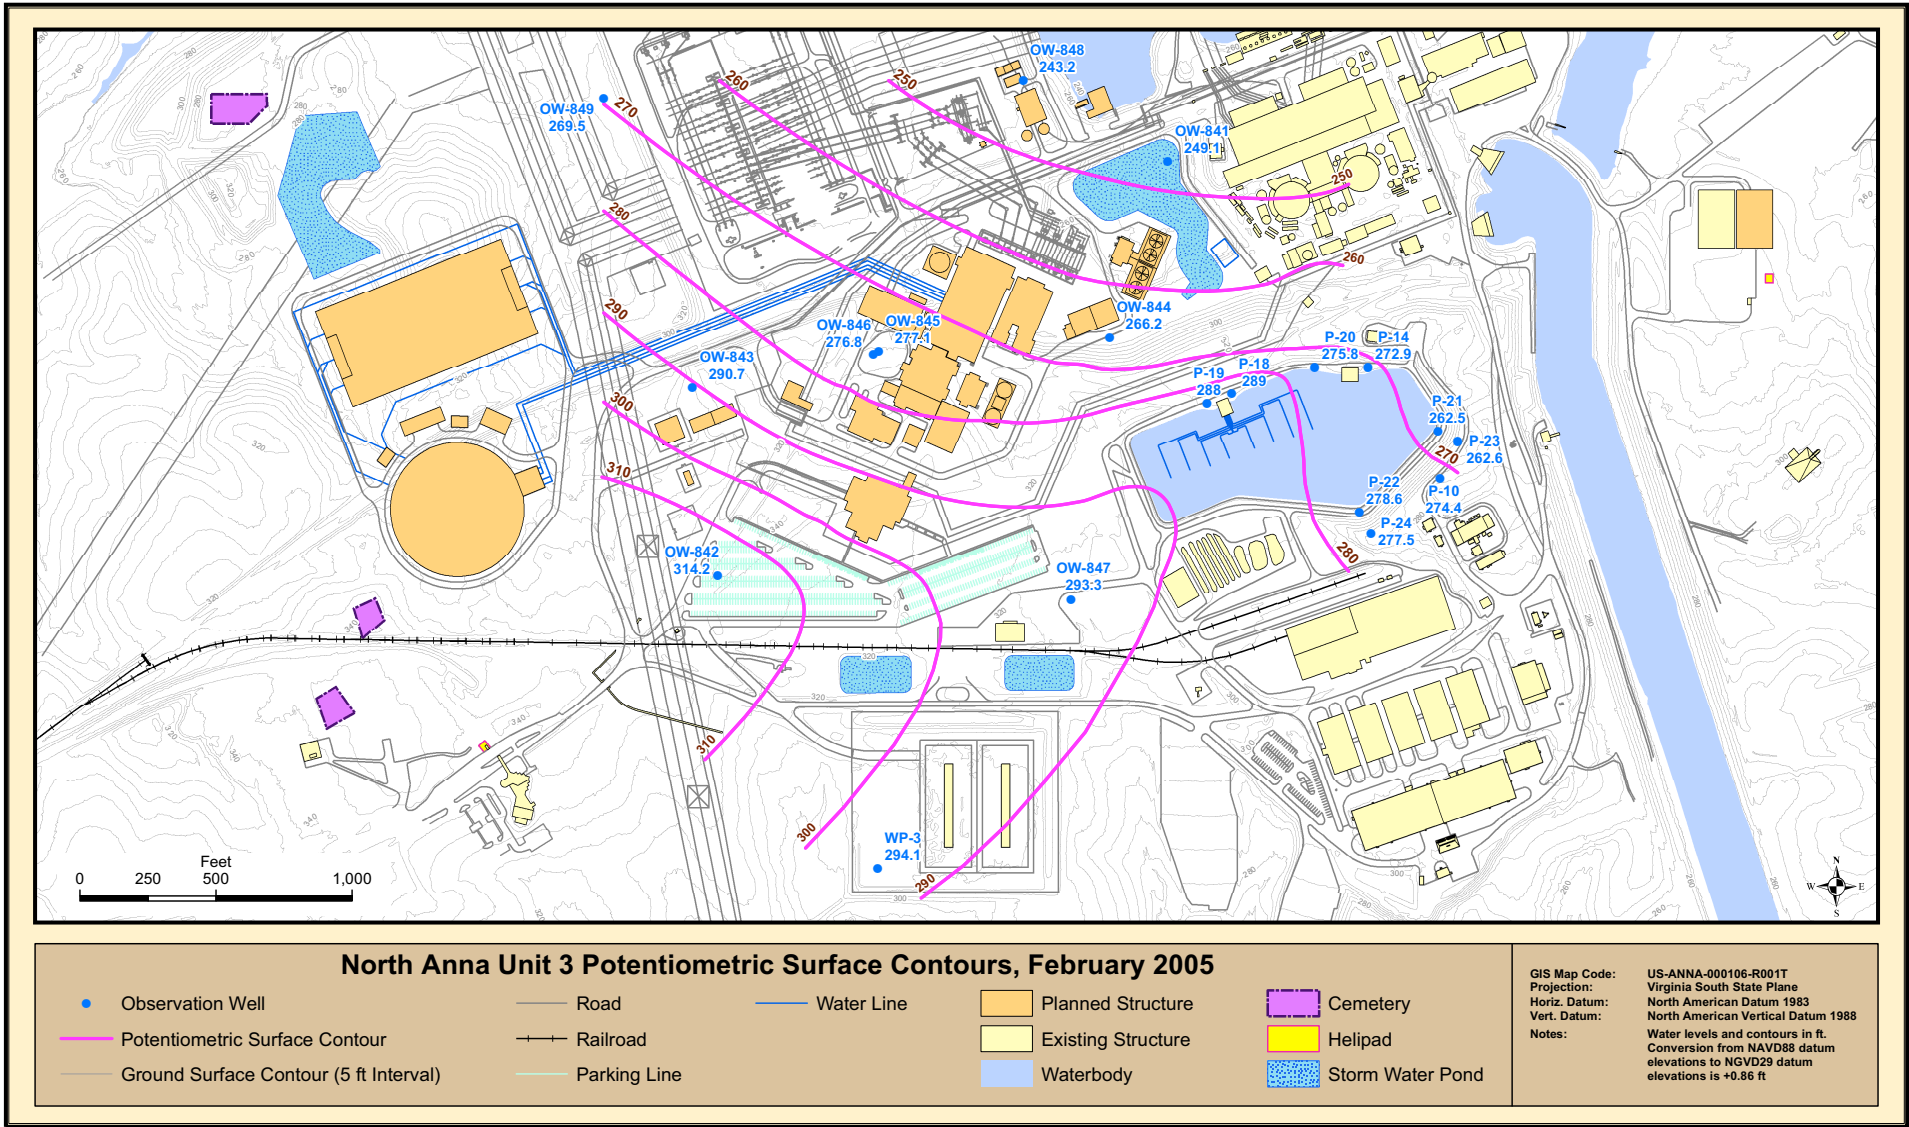 OW-848
243.2
260
250
OW-849
269.5
270
OW-841
249.1
250
280
260
290
OW-844
266.2
OW-846
276.8
OW-845
277.1
OW-843
290.7
P-20
275.8
P-14
272.9
P-19
288
P-18
289
300
P-21
262.5
P-23
262.6
270
310
P-22
278.6
P-10
274.4
P-24
277.5
280
OW-842
314.2
OW-847
293.3
310
300
WP-3
294.1
290
320
340
300
280
260
Feet
0 250 500 1,000
N
W E
S
North Anna Unit 3 Potentiometric Surface Contours, February 2005
Observation Well
Potentiometric Surface Contour
Ground Surface Contour (5 ft Interval)
Road
Railroad
Parking Line
Water Line
Planned Structure
Existing Structure
Waterbody
Cemetery
Helipad
Storm Water Pond
GIS Map Code: US-ANNA-000106-R001T
Projection: Virginia South State Plane
Horiz. Datum: North American Datum 1983
Vert. Datum: North American Vertical Datum 1988
Notes: Water levels and contours in ft.
Conversion from NAVD88 datum
elevations to NGVD29 datum
elevations is +0.86 ft